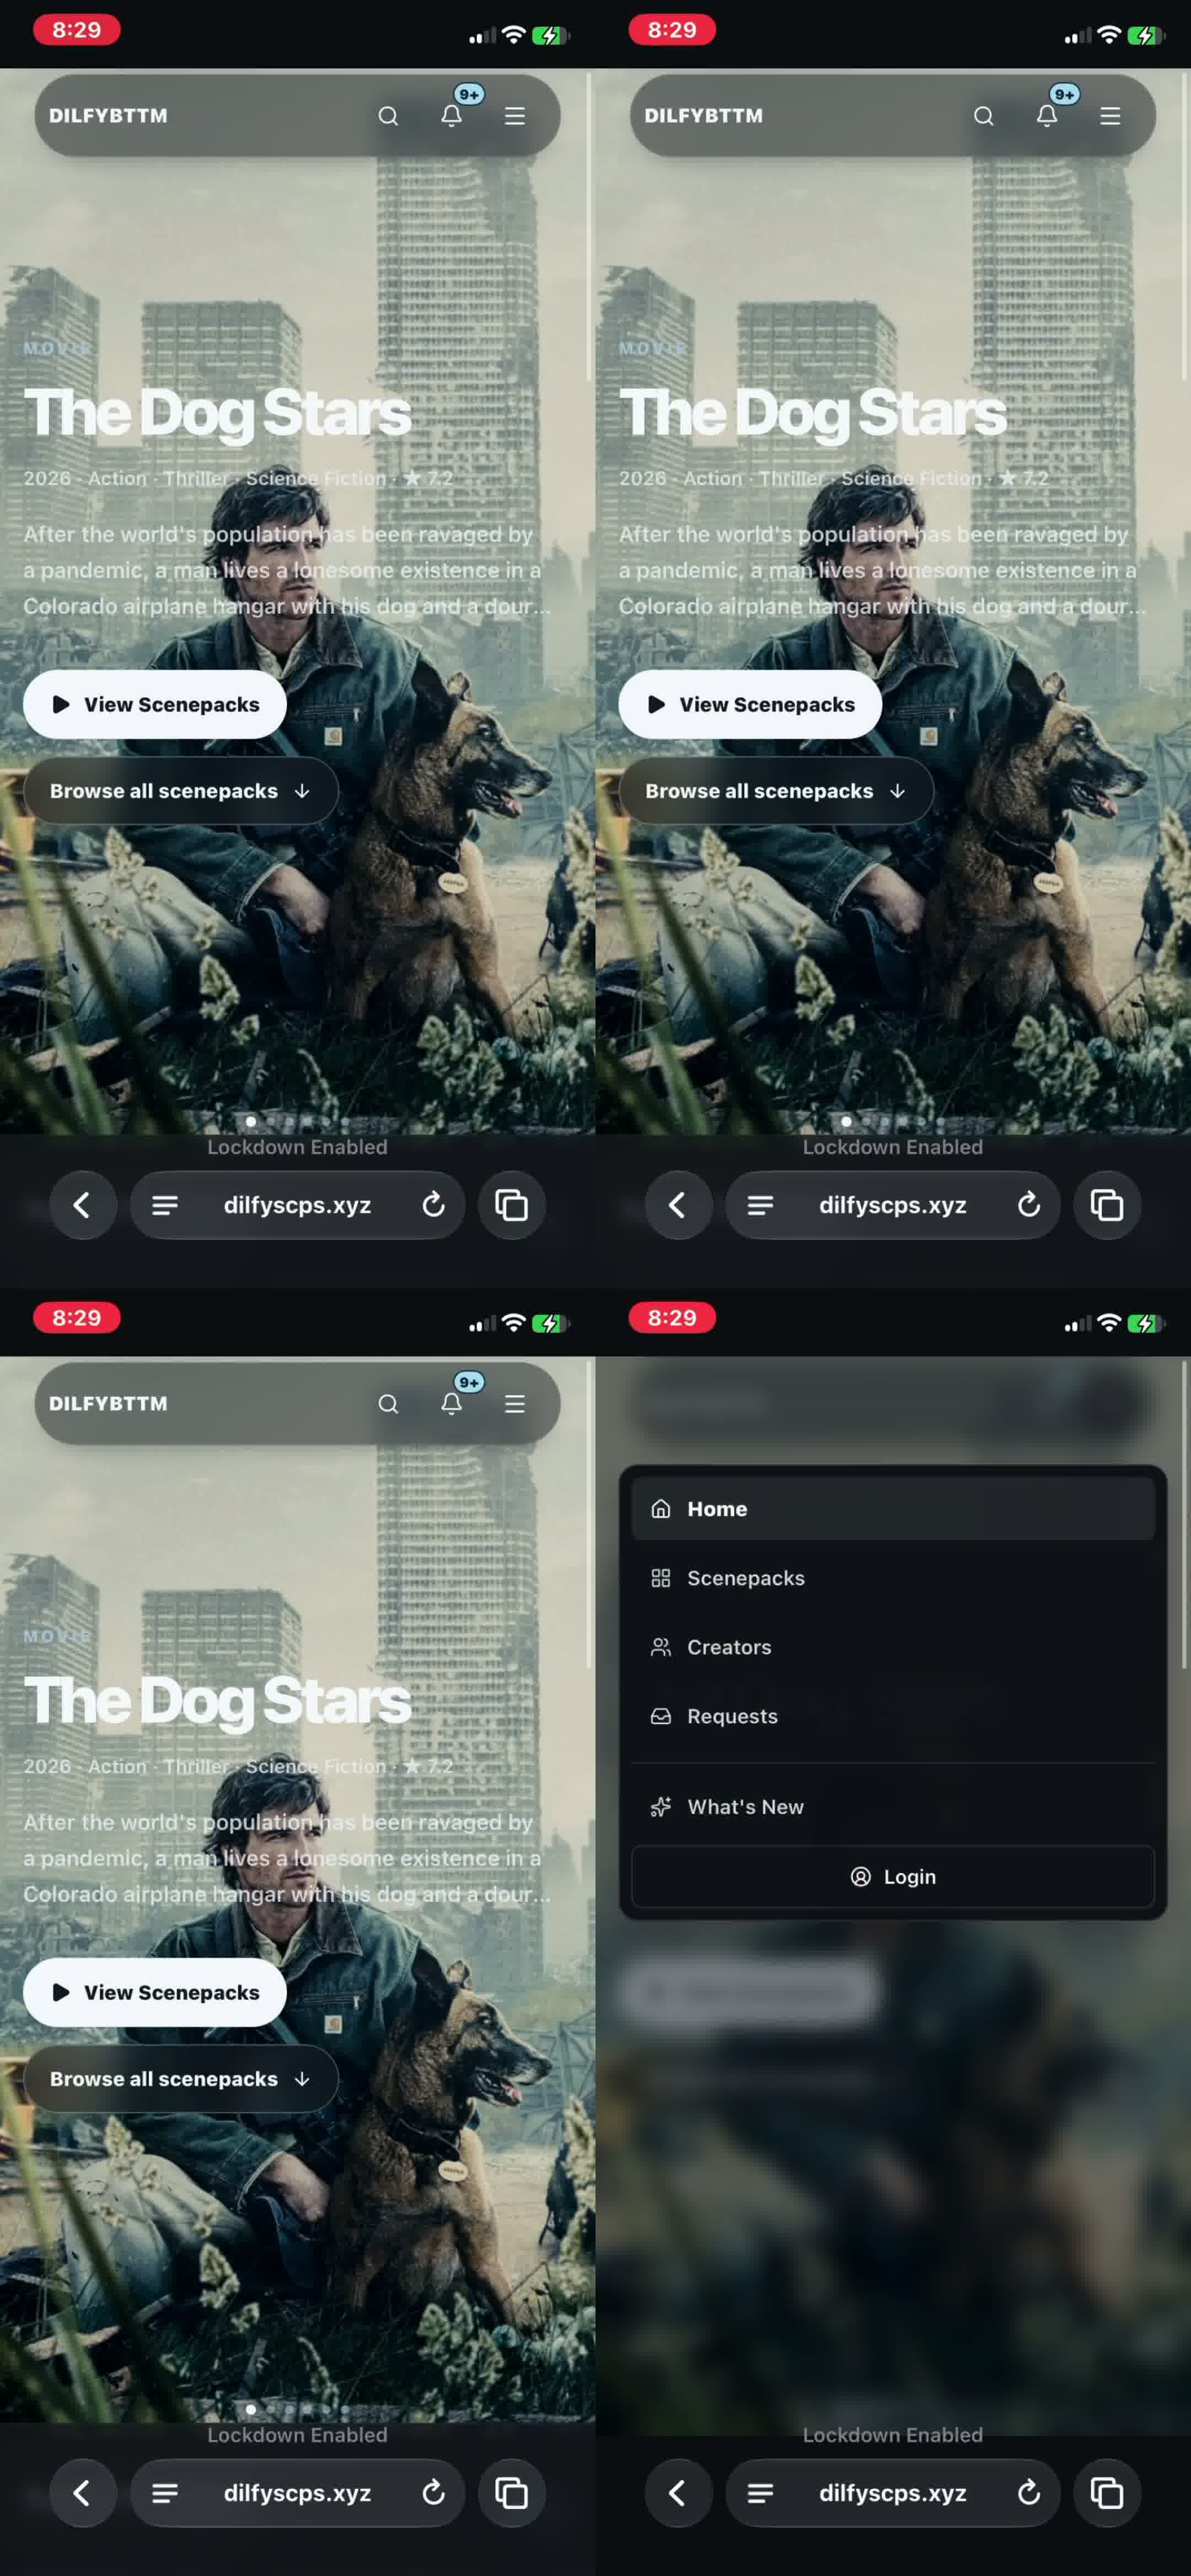 8:29
DILFYBTTM
9+
MOVIE
The Dog Stars
2026 · Action · Thriller · Science Fiction · ★ 7.2
After the world's population has been ravaged by
a pandemic, a man lives a lonesome existence in a
Colorado airplane hangar with his dog and a dour...
View Scenepacks
Browse all scenepacks ↓
Lockdown Enabled
dilfyscps.xyz
8:29
DILFYBTTM
9+
MOVIE
The Dog Stars
2026 · Action · Thriller · Science Fiction · ★ 7.2
After the world's population has been ravaged by
a pandemic, a man lives a lonesome existence in a
Colorado airplane hangar with his dog and a dour...
View Scenepacks
Browse all scenepacks ↓
Lockdown Enabled
dilfyscps.xyz
8:29
DILFYBTTM
9+
MOVIE
The Dog Stars
2026 · Action · Thriller · Science Fiction · ★ 7.2
After the world's population has been ravaged by
a pandemic, a man lives a lonesome existence in a
Colorado airplane hangar with his dog and a dour...
View Scenepacks
Browse all scenepacks ↓
Lockdown Enabled
dilfyscps.xyz
8:29
Home
Scenepacks
Creators
Requests
What's New
Login
Lockdown Enabled
dilfyscps.xyz